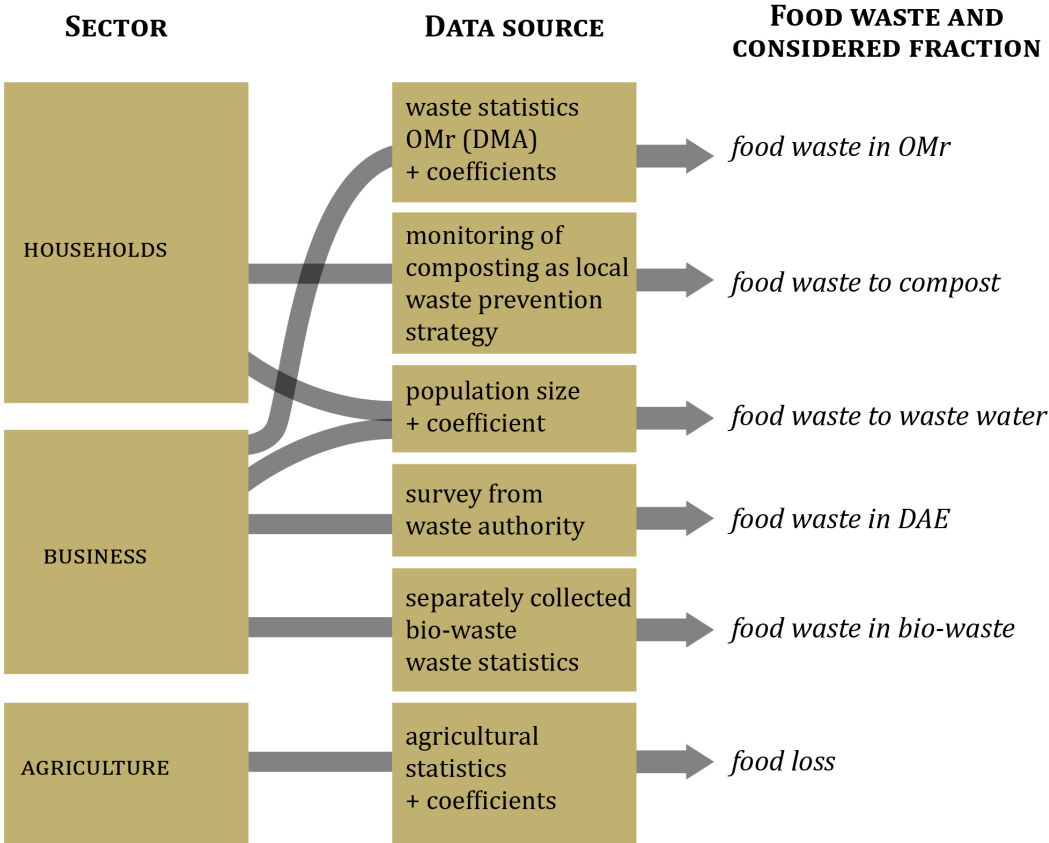 SECTOR
DATA SOURCE
FOOD WASTE AND
CONSIDERED FRACTION
HOUSEHOLDS
BUSINESS
AGRICULTURE
waste statistics
OMr (DMA)
+ coefficients
monitoring of
composting as local
waste prevention
strategy
population size
+ coefficient
survey from
waste authority
separately collected
bio-waste
waste statistics
agricultural
statistics
+ coefficients
food waste in OMr
food waste to compost
food waste to waste water
food waste in DAE
food waste in bio-waste
food loss